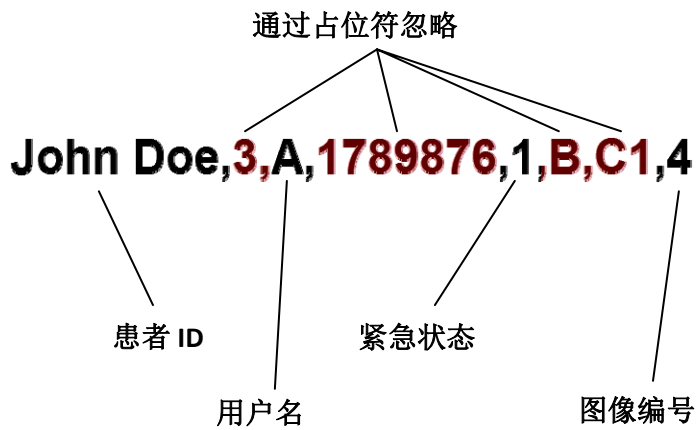 通过占位符忽略
John Doe,3,A,1789876,1,B,C1,4
患者 ID
紧急状态
用户名
图像编号